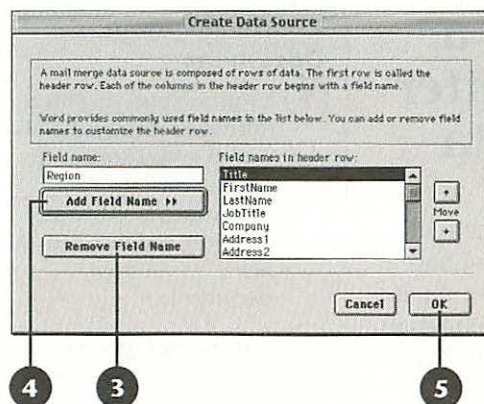 Create Data Source
A mail merge data source is composed of rows of data. The first row is called the
header row. Each of the columns in the header row begins with a field name.
Word provides commonly used field names in the list below. You can add or remove field
names to customize the header row.
Field name:
Region
Add Field Name
Remove Field Name
Field names in header row:
Title
FirstName
LastName
JobTitle
Company
Address1
Address2
Move
Cancel
OK
4
3
5